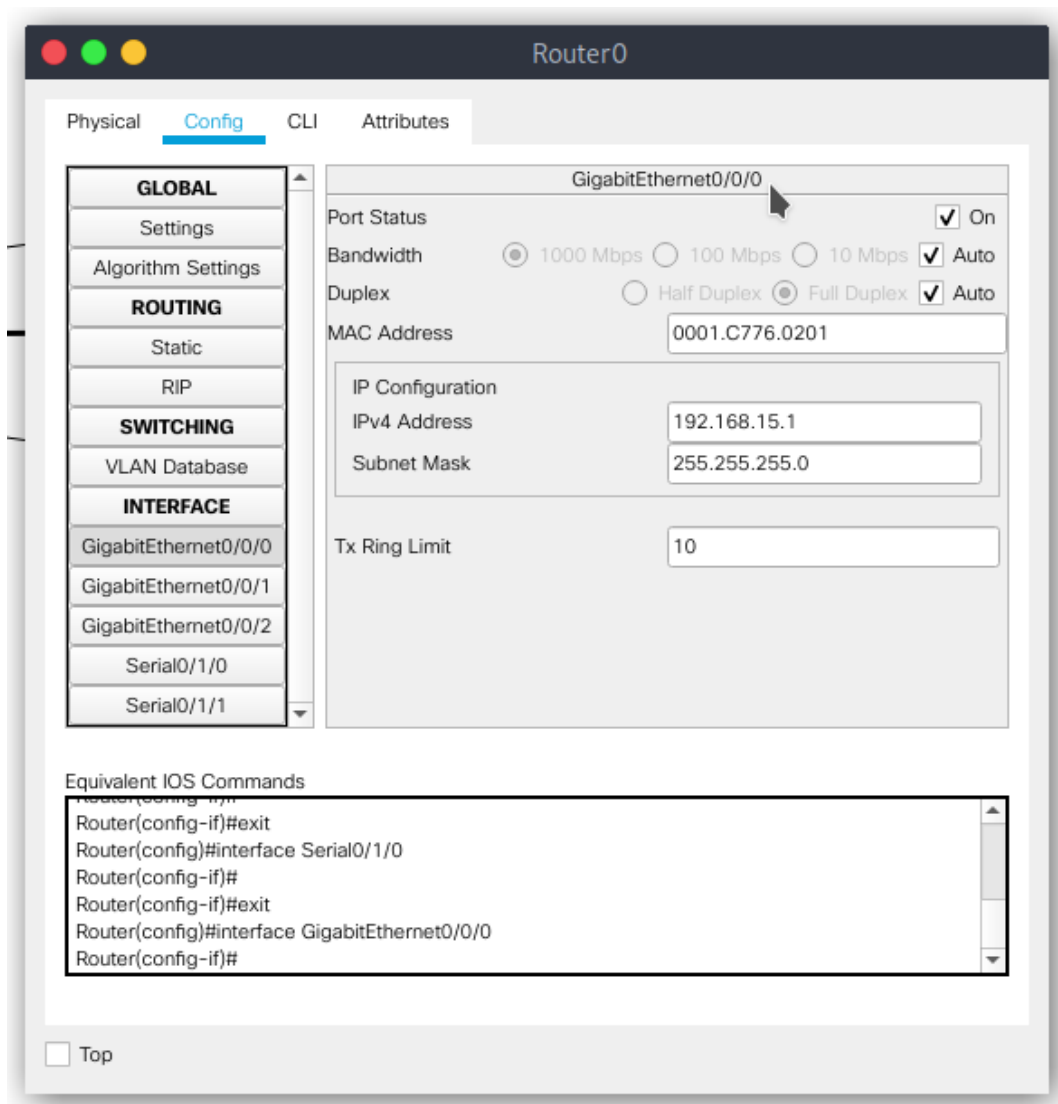 Router0
Physical Config CLI Attributes
GLOBAL
Settings
Algorithm Settings
ROUTING
Static
RIP
SWITCHING
VLAN Database
INTERFACE
GigabitEthernet0/0/0
GigabitEthernet0/0/1
GigabitEthernet0/0/2
Serial0/1/0
Serial0/1/1
GigabitEthernet0/0/0
Port Status On
Bandwidth 1000 Mbps 100 Mbps 10 Mbps Auto
Duplex Half Duplex Full Duplex Auto
MAC Address 0001.C776.0201
IP Configuration
IPv4 Address 192.168.15.1
Subnet Mask 255.255.255.0
Tx Ring Limit 10
Equivalent IOS Commands
Router(config-if)#exit
Router(config)#interface Serial0/1/0
Router(config-if)#
Router(config-if)#exit
Router(config)#interface GigabitEthernet0/0/0
Router(config-if)#
Top